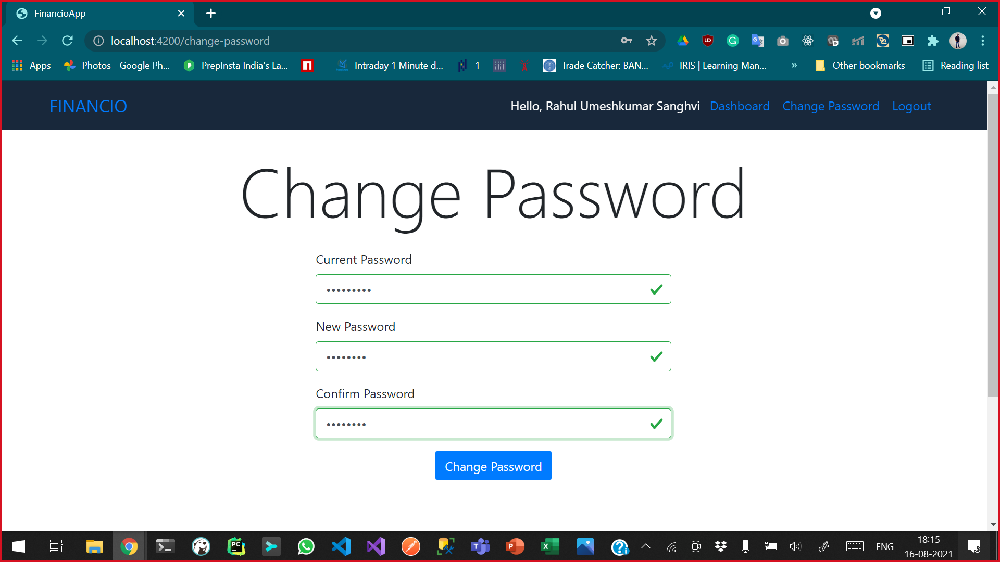 FinancioApp
localhost:4200/change-password
Apps
Photos - Google Ph...
PrepInsta India's La...
-
Intraday 1 Minute d...
1
Trade Catcher: BAN...
IRIS | Learning Man...
»
Other bookmarks
Reading list
FINANCIO
Hello, Rahul Umeshkumar Sanghvi
Dashboard
Change Password
Logout
Change Password
Current Password
•••••••••
New Password
••••••••
Confirm Password
••••••••
Change Password
ENG
18:15
16-08-2021